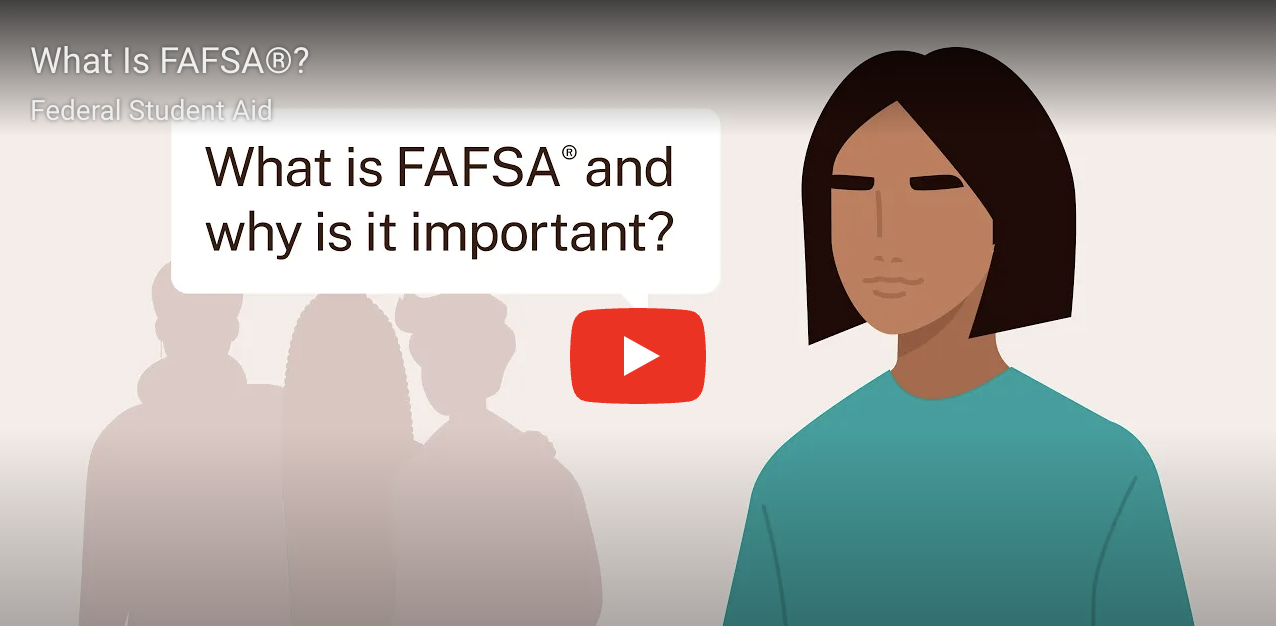 What Is FAFSA®?
Federal Student Aid
What is FAFSA® and
why is it important?